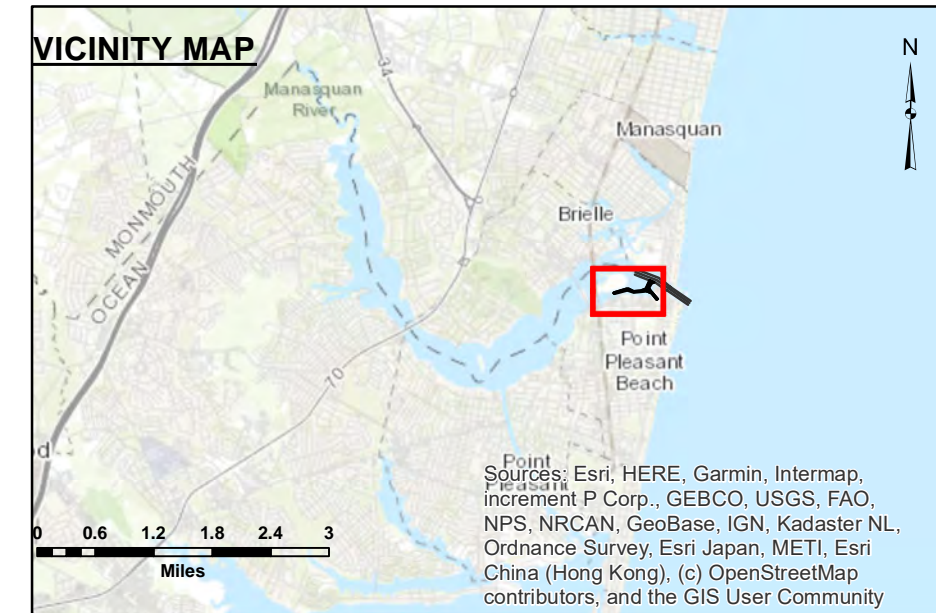 VICINITY MAP
N
34
Manasquan
River
Manasquan
MONMOUTH
OCEAN
Brielle
Point
Pleasant
Beach
70
d
Point
Pleasant
Sources: Esri, HERE, Garmin, Intermap,
increment P Corp., GEBCO, USGS, FAO,
NPS, NRCAN, GeoBase, IGN, Kadaster NL,
Ordnance Survey, Esri Japan, METI, Esri
China (Hong Kong), (c) OpenStreetMap
contributors, and the GIS User Community
0 0.6 1.2 1.8 2.4 3
Miles